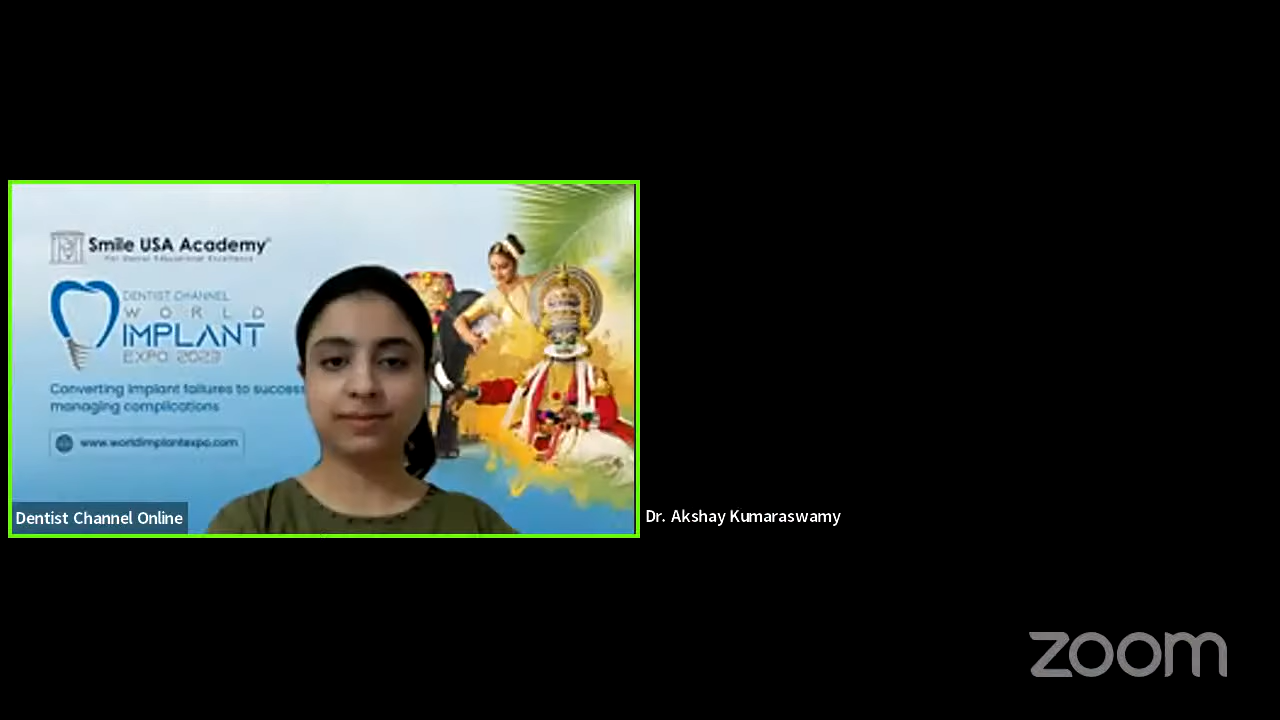 Smile USA Academy
For Dental Educational Excellence
DENTIST CHANNEL
WORLD
IMPLANT
EXPO 2023
Converting implant failures to success
managing complications
www.worldimplantexpo.com
Dentist Channel Online
Dr. Akshay Kumaraswamy
zoom